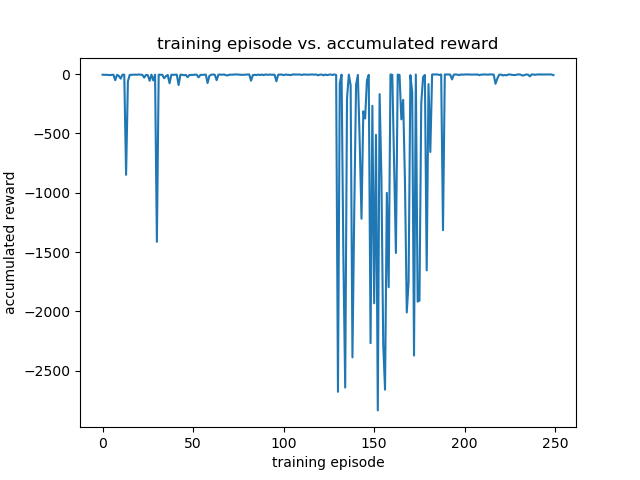 training episode vs. accumulated reward
0
−500
−1000
−1500
−2000
−2500
accumulated reward
0 50 100 150 200 250
training episode